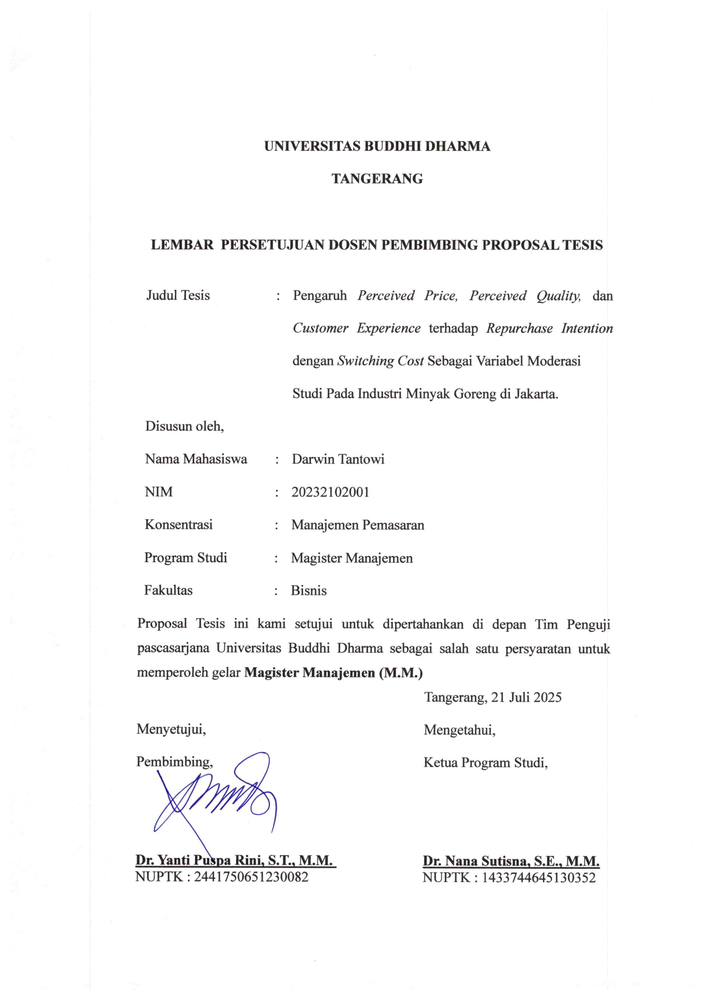 UNIVERSITAS BUDDHI DHARMA
TANGERANG
LEMBAR PERSETUJUAN DOSEN PEMBIMBING PROPOSAL TESIS
Judul Tesis : Pengaruh Perceived Price, Perceived Quality, dan
Customer Experience terhadap Repurchase Intention
dengan Switching Cost Sebagai Variabel Moderasi
Studi Pada Industri Minyak Goreng di Jakarta.
Disusun oleh,
Nama Mahasiswa : Darwin Tantowi
NIM : 20232102001
Konsentrasi : Manajemen Pemasaran
Program Studi : Magister Manajemen
Fakultas : Bisnis
Proposal Tesis ini kami setujui untuk dipertahankan di depan Tim Penguji
pascasarjana Universitas Buddhi Dharma sebagai salah satu persyaratan untuk
memperoleh gelar Magister Manajemen (M.M.)
Tangerang, 21 Juli 2025
Menyetujui, Mengetahui,
Pembimbing, Ketua Program Studi,
Dr. Yanti Puspa Rini, S.T., M.M. Dr. Nana Sutisna, S.E., M.M.
NUPTK : 2441750651230082 NUPTK : 1433744645130352